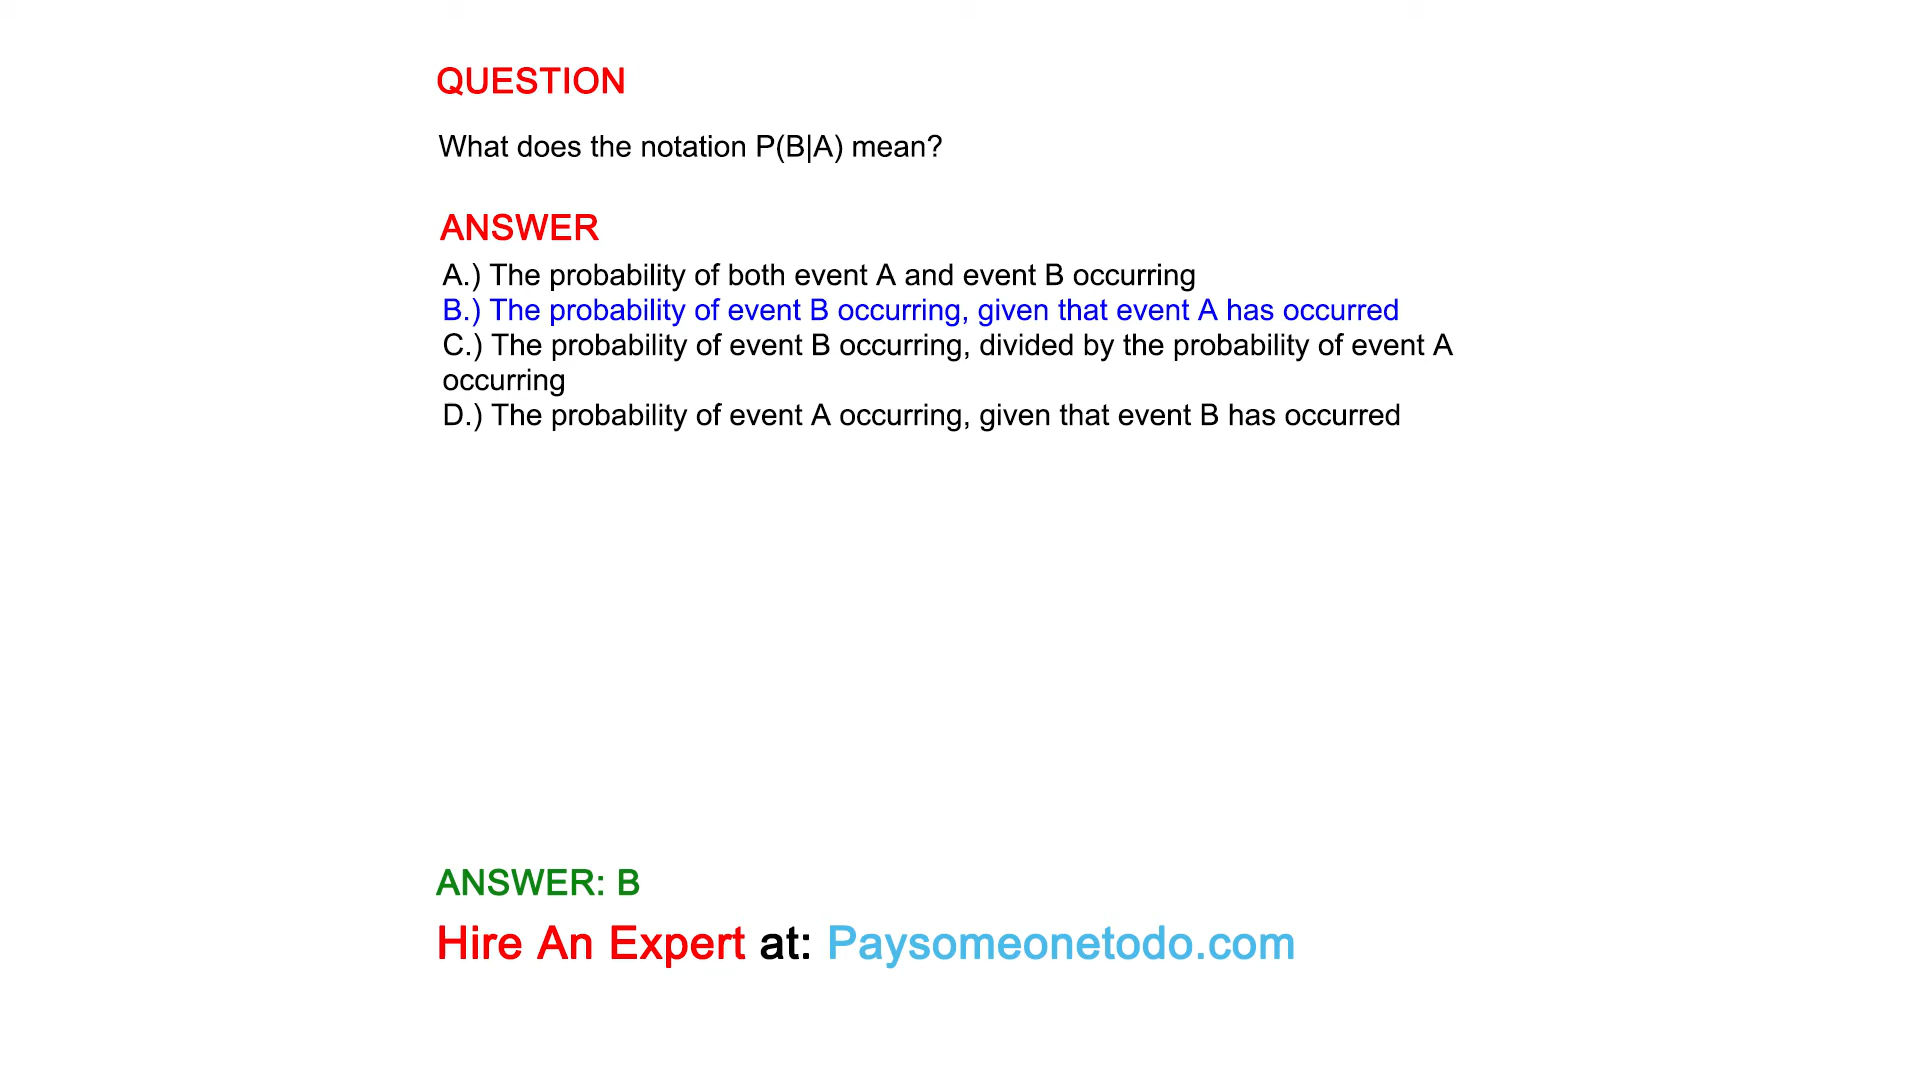 QUESTION
What does the notation P(B|A) mean?
ANSWER
A.) The probability of both event A and event B occurring
B.) The probability of event B occurring, given that event A has occurred
C.) The probability of event B occurring, divided by the probability of event A
occurring
D.) The probability of event A occurring, given that event B has occurred
ANSWER: B
Hire An Expert at: Paysomeonetodo.com